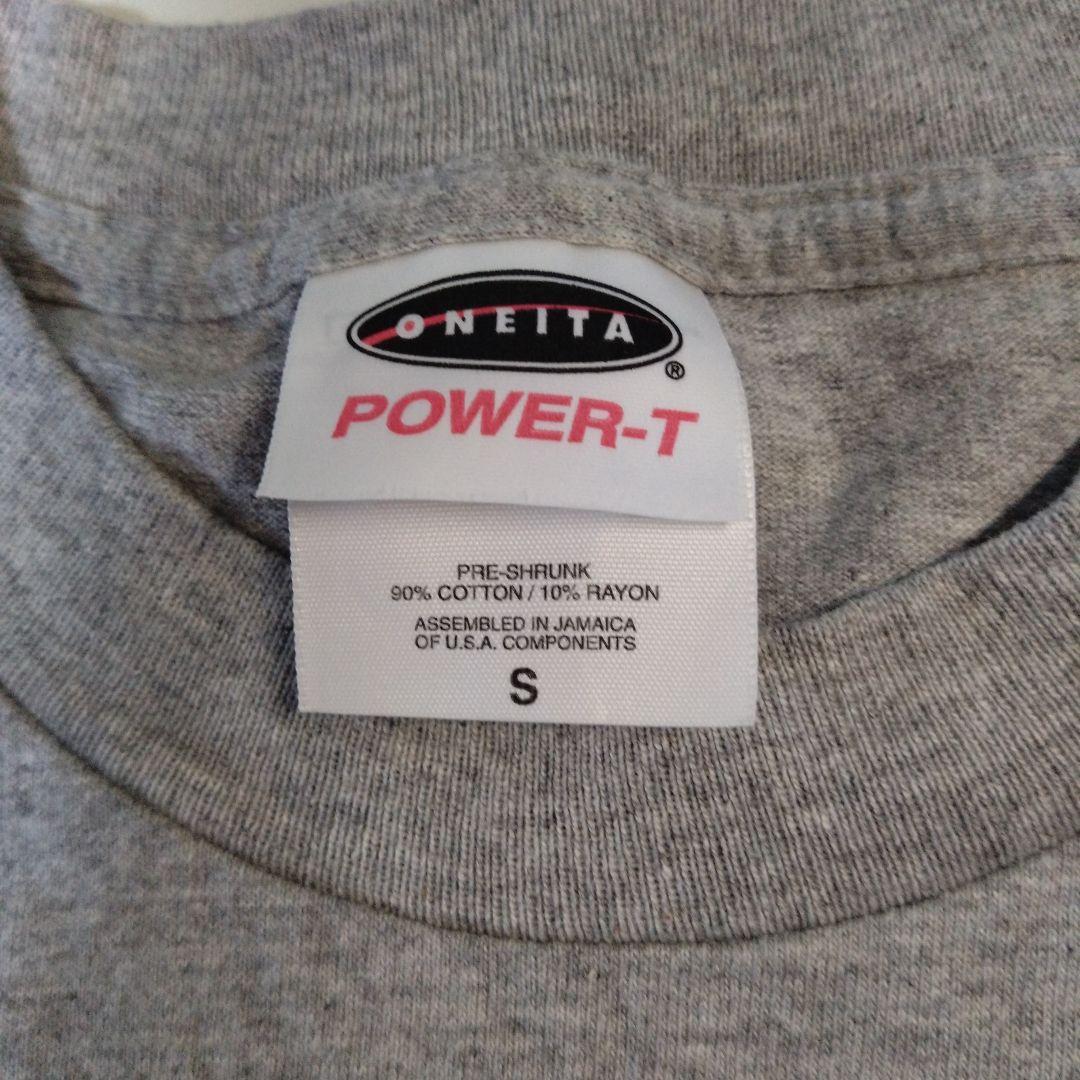 ONEITA
®
POWER-T
PRE-SHRUNK
90% COTTON / 10% RAYON
ASSEMBLED IN JAMAICA
OF U.S.A. COMPONENTS
S